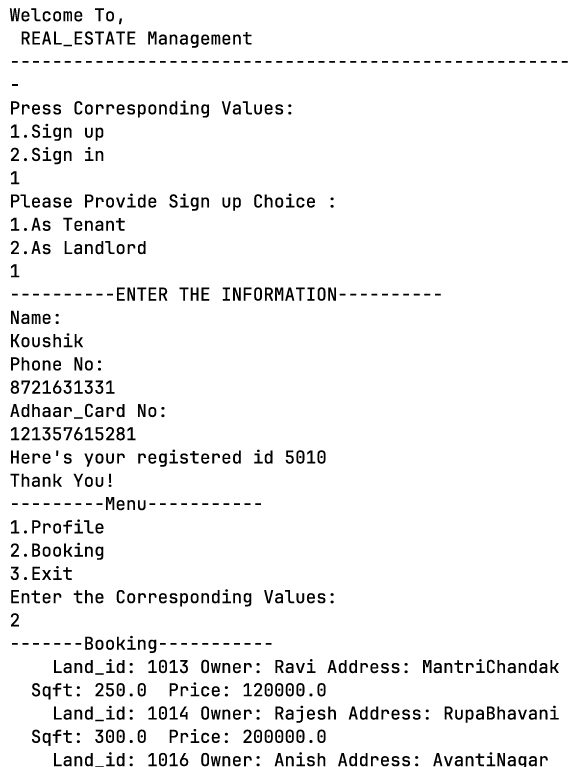 Welcome To,
 REAL_ESTATE Management
-----------------------------------------------------
-
Press Corresponding Values:
1.Sign up
2.Sign in
1
Please Provide Sign up Choice :
1.As Tenant
2.As Landlord
1
----------ENTER THE INFORMATION----------
Name:
Koushik
Phone No:
8721631331
Adhaar_Card No:
121357615281
Here's your registered id 5010
Thank You!
---------Menu-----------
1.Profile
2.Booking
3.Exit
Enter the Corresponding Values:
2
-------Booking-----------
    Land_id: 1013 Owner: Ravi Address: MantriChandak
  Sqft: 250.0  Price: 120000.0
    Land_id: 1014 Owner: Rajesh Address: RupaBhavani
  Sqft: 300.0  Price: 200000.0
    Land_id: 1016 Owner: Anish Address: AvantiNagar